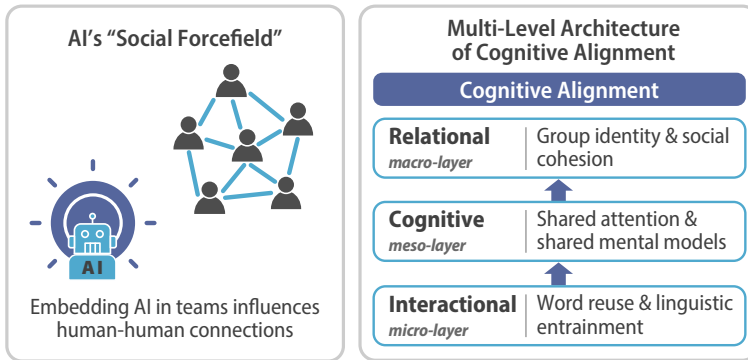 AI's “Social Forcefield”
AI
Embedding AI in teams influences
human-human connections
Multi-Level Architecture
of Cognitive Alignment
Cognitive Alignment
Relational
macro-layer
Group identity & social
cohesion
Cognitive
meso-layer
Shared attention &
shared mental models
Interactional
micro-layer
Word reuse & linguistic
entrainment